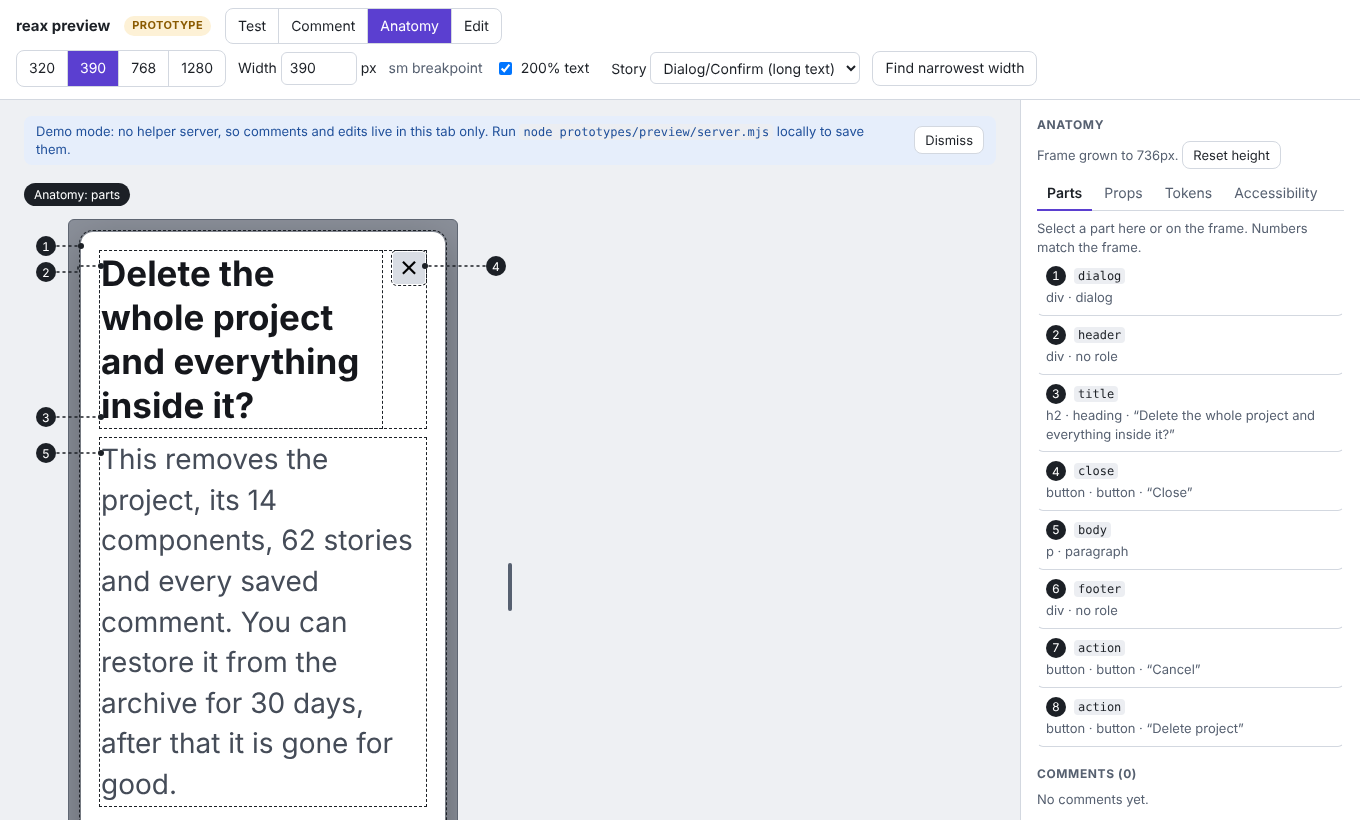 reax preview PROTOTYPE Test Comment Anatomy Edit
320 390 768 1280 Width 390 px sm breakpoint 200% text Story Dialog/Confirm (long text) Find narrowest width
Demo mode: no helper server, so comments and edits live in this tab only. Run node prototypes/preview/server.mjs locally to save
them.
Dismiss
Anatomy: parts
1
2
3
5
4
Delete the
whole project
and everything
inside it?
This removes the
project, its 14
components, 62 stories
and every saved
comment. You can
restore it from the
archive for 30 days,
after that it is gone for
good.
ANATOMY
Frame grown to 736px. Reset height
Parts Props Tokens Accessibility
Select a part here or on the frame. Numbers
match the frame.
1 dialog
div · dialog
2 header
div · no role
3 title
h2 · heading · “Delete the whole project and
everything inside it?”
4 close
button · button · “Close”
5 body
p · paragraph
6 footer
div · no role
7 action
button · button · “Cancel”
8 action
button · button · “Delete project”
COMMENTS (0)
No comments yet.